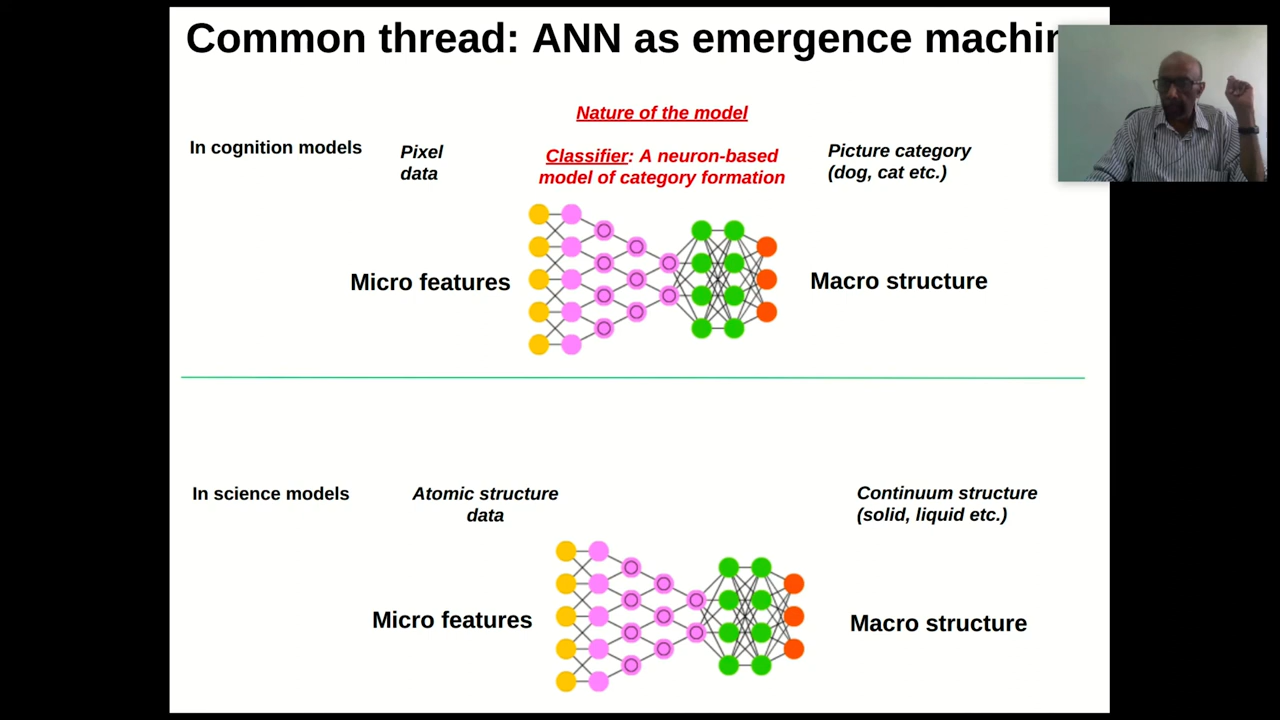 Common thread: ANN as emergence machin
Nature of the model
In cognition models
Pixel
data
Classifier: A neuron-based
model of category formation
Picture category
(dog, cat etc.)
Micro features
Macro structure
In science models
Atomic structure
data
Continuum structure
(solid, liquid etc.)
Micro features
Macro structure